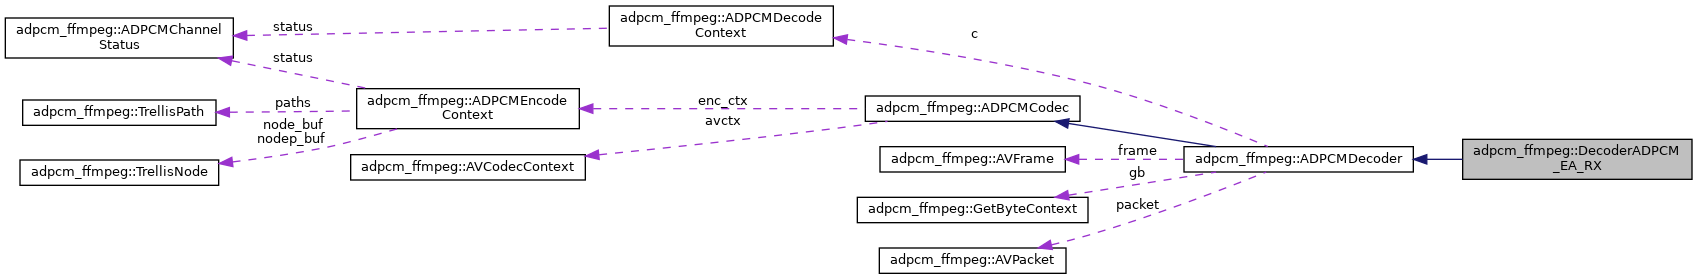 adpcm_ffmpeg::ADPCMChannel
Status
status
adpcm_ffmpeg::ADPCMDecode
Context
c
status
adpcm_ffmpeg::TrellisPath
paths
adpcm_ffmpeg::ADPCMEncode
Context
enc_ctx
adpcm_ffmpeg::ADPCMCodec
node_buf
nodep_buf
avctx
adpcm_ffmpeg::TrellisNode
adpcm_ffmpeg::AVCodecContext
adpcm_ffmpeg::AVFrame
frame
adpcm_ffmpeg::ADPCMDecoder
adpcm_ffmpeg::DecoderADPCM
_EA_RX
gb
adpcm_ffmpeg::GetByteContext
packet
adpcm_ffmpeg::AVPacket